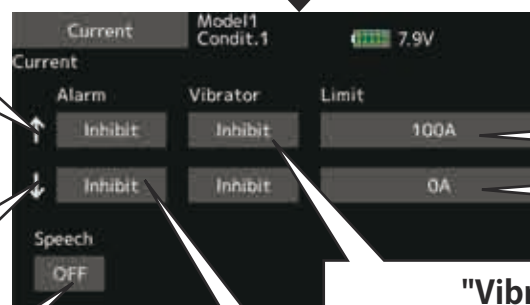 Current Model1
Condit.1 7.9V
Current
Alarm Vibrator Limit
↑ Inhibit Inhibit 100A
↓ Inhibit Inhibit 0A
Speech
OFF
"Vibr